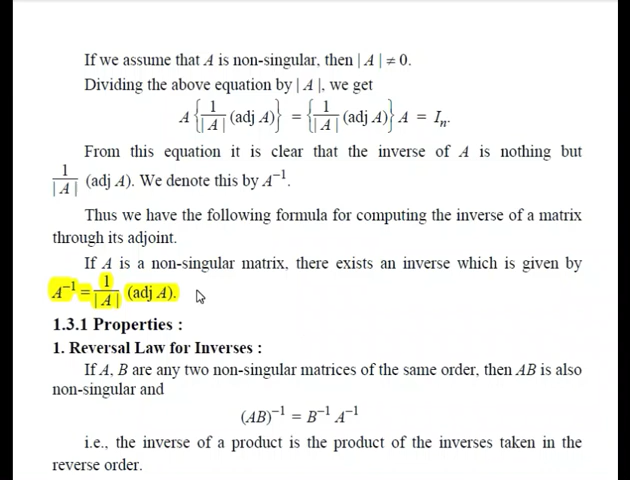 If we assume that A is non-singular, then | A | ≠ 0.
Dividing the above equation by | A |, we get
A {1/| A | (adj A)} = {1/| A | (adj A)} A = Iₙ.
From this equation it is clear that the inverse of A is nothing but
1/| A | (adj A). We denote this by A⁻¹.
Thus we have the following formula for computing the inverse of a matrix
through its adjoint.
If A is a non-singular matrix, there exists an inverse which is given by
A⁻¹ = 1/| A | (adj A).
1.3.1 Properties :
1. Reversal Law for Inverses :
If A, B are any two non-singular matrices of the same order, then AB is also
non-singular and
(AB)⁻¹ = B⁻¹ A⁻¹
i.e., the inverse of a product is the product of the inverses taken in the
reverse order.